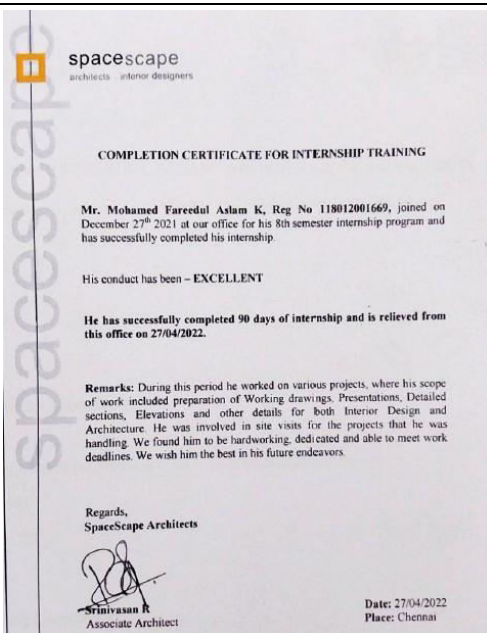 spacescape
architects interior designers
spacescape
COMPLETION CERTIFICATE FOR INTERNSHIP TRAINING
Mr. Mohamed Fareedul Aslam K, Reg No 118012001669, joined on
December 27th 2021 at our office for his 8th semester internship program and
has successfully completed his internship.
His conduct has been – EXCELLENT
He has successfully completed 90 days of internship and is relieved from
this office on 27/04/2022.
Remarks: During this period he worked on various projects, where his scope
of work included preparation of Working drawings, Presentations, Detailed
sections, Elevations and other details for both Interior Design and
Architecture. He was involved in site visits for the projects that he was
handling. We found him to be hardworking, dedicated and able to meet work
deadlines. We wish him the best in his future endeavors.
Regards,
SpaceScape Architects
Srinivasan R
Associate Architect
Date: 27/04/2022
Place: Chennai